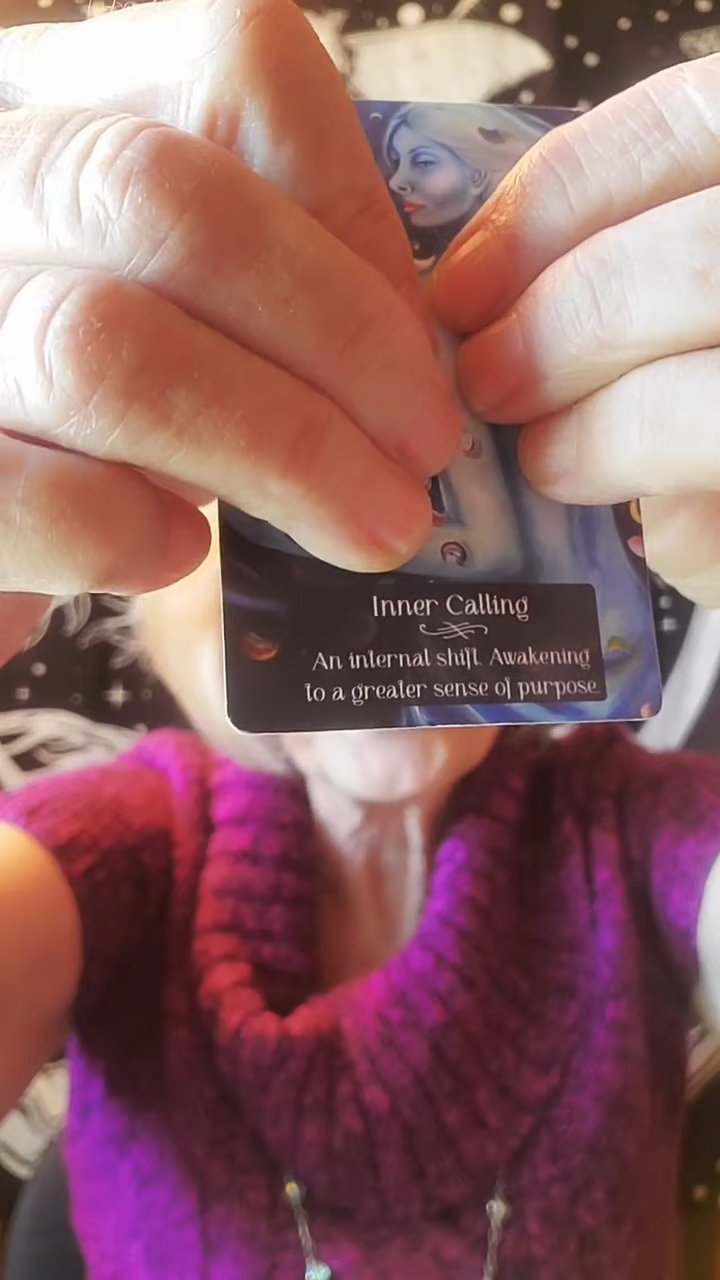 Inner Calling
An internal shift. Awakening
to a greater sense of purpose.